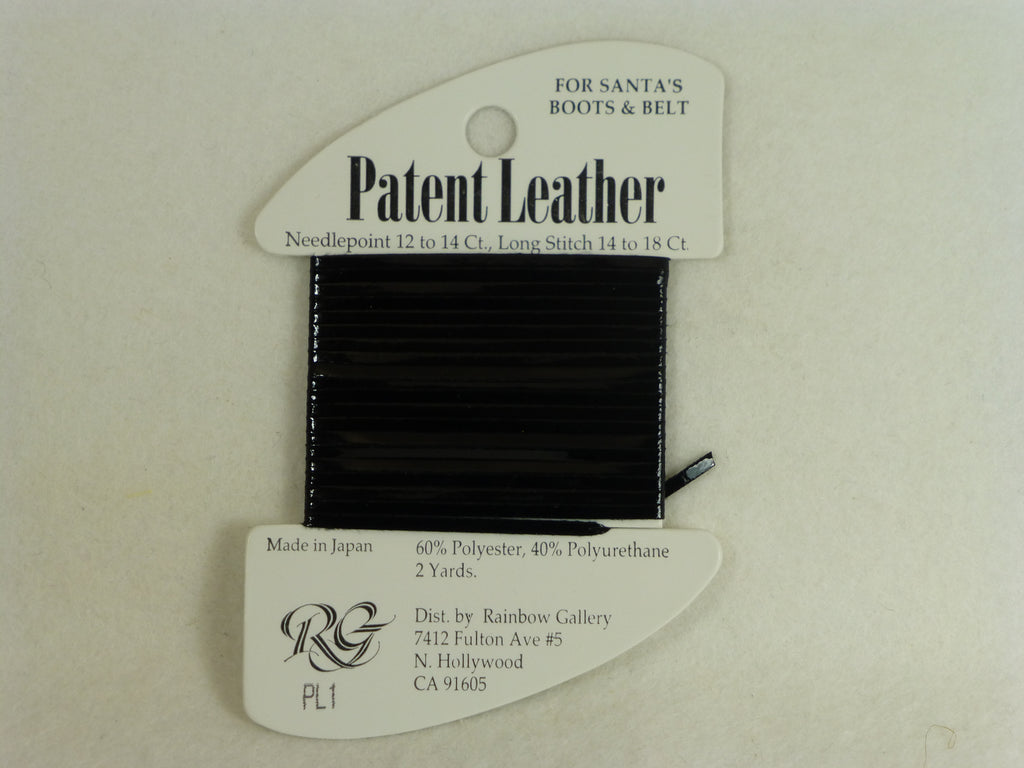 FOR SANTA'S
BOOTS & BELT
Patent Leather
Needlepoint 12 to 14 Ct., Long Stitch 14 to 18 Ct.
Made in Japan
60% Polyester, 40% Polyurethane
2 Yards.
RG
PL1
Dist. by Rainbow Gallery
7412 Fulton Ave #5
N. Hollywood
CA 91605